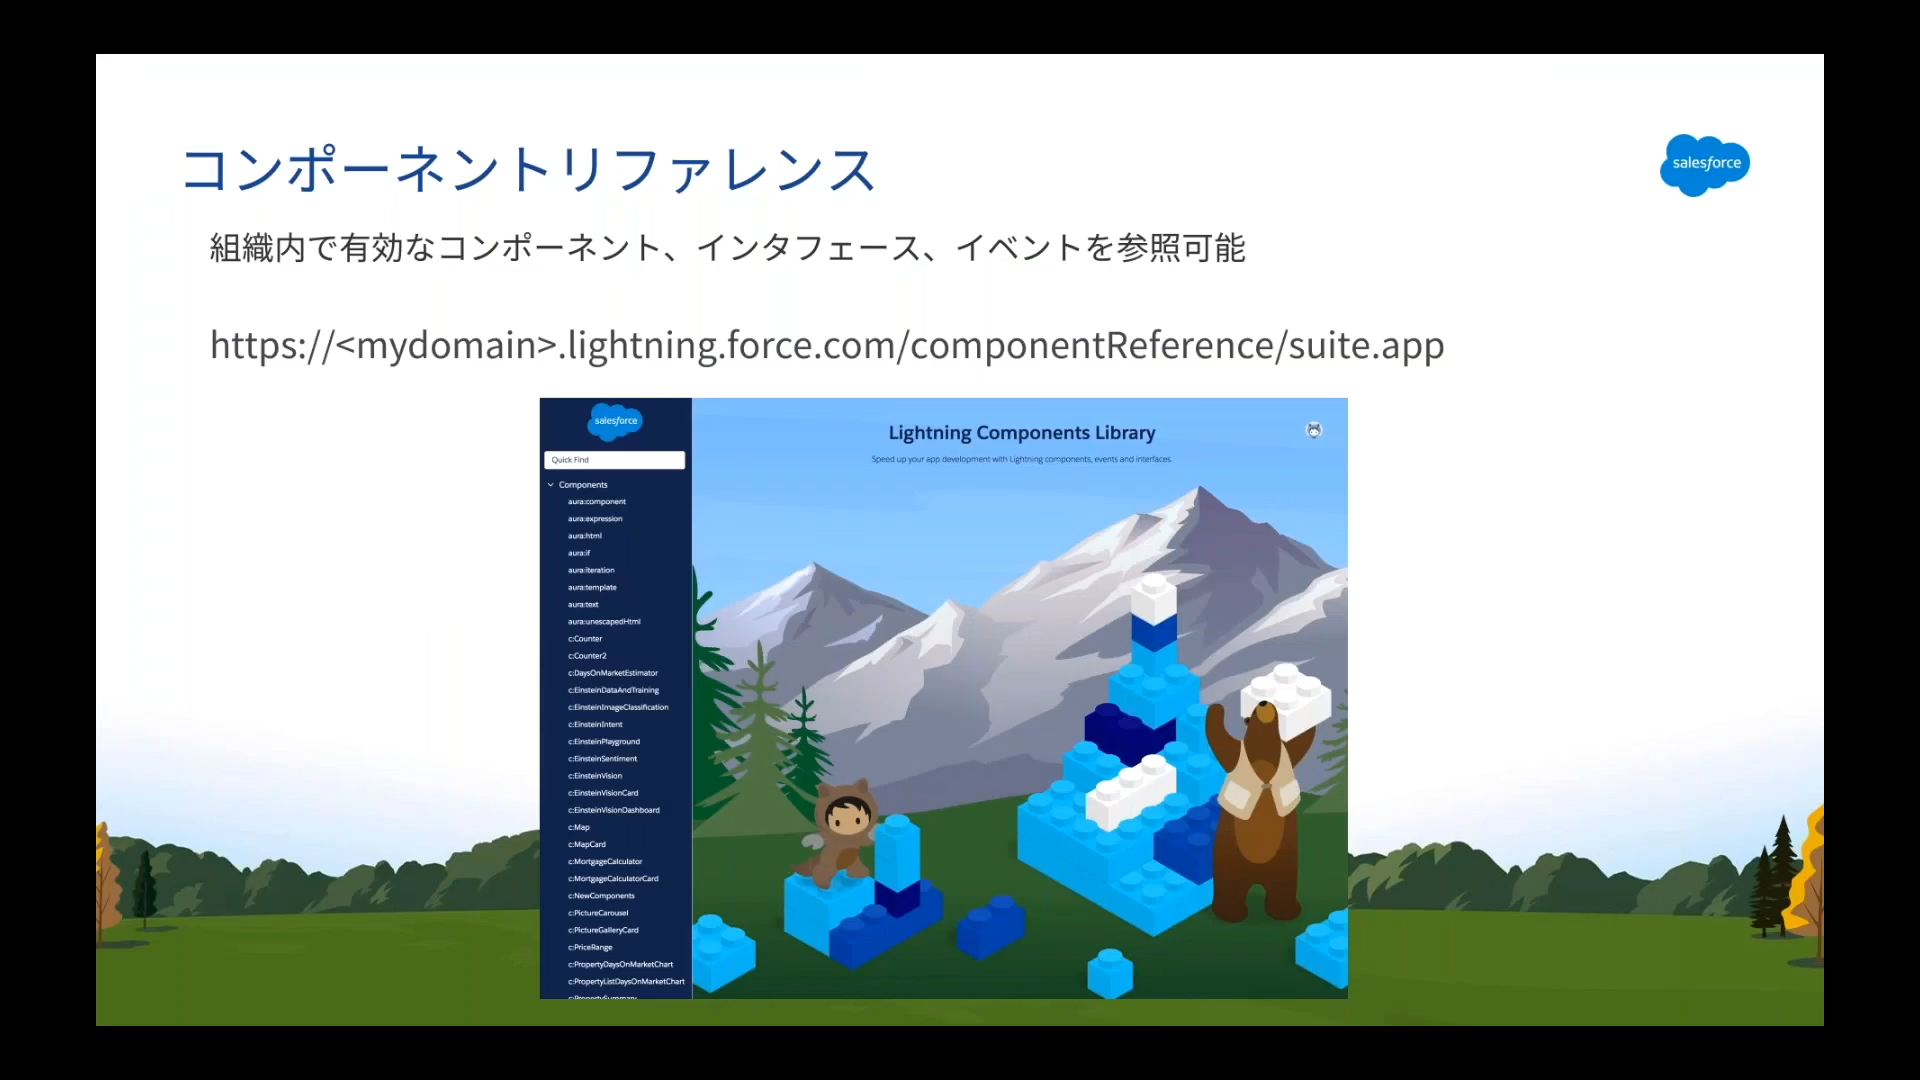 コンポーネントリファレンス
salesforce
組織内で有効なコンポーネント、インタフェース、イベントを参照可能
https://<mydomain>.lightning.force.com/componentReference/suite.app
salesforce
Quick Find
Components
aura:component
aura:expression
aura:html
aura:if
aura:iteration
aura:template
aura:text
aura:unescapedHtml
c:Counter
c:Counter2
c:DaysOnMarketEstimator
c:EinsteinDataAndTraining
c:EinsteinImageClassification
c:EinsteinIntent
c:EinsteinPlayground
c:EinsteinSentiment
c:EinsteinVision
c:EinsteinVisionCard
c:EinsteinVisionDashboard
c:Map
c:MapCard
c:MortgageCalculator
c:MortgageCalculatorCard
c:NewComponents
c:PictureCarousel
c:PictureGalleryCard
c:PriceRange
c:PropertyDaysOnMarketChart
c:PropertyListDaysOnMarketChart
c:PropertySummary
Lightning Components Library
Speed up your app development with Lightning components, events and interfaces.